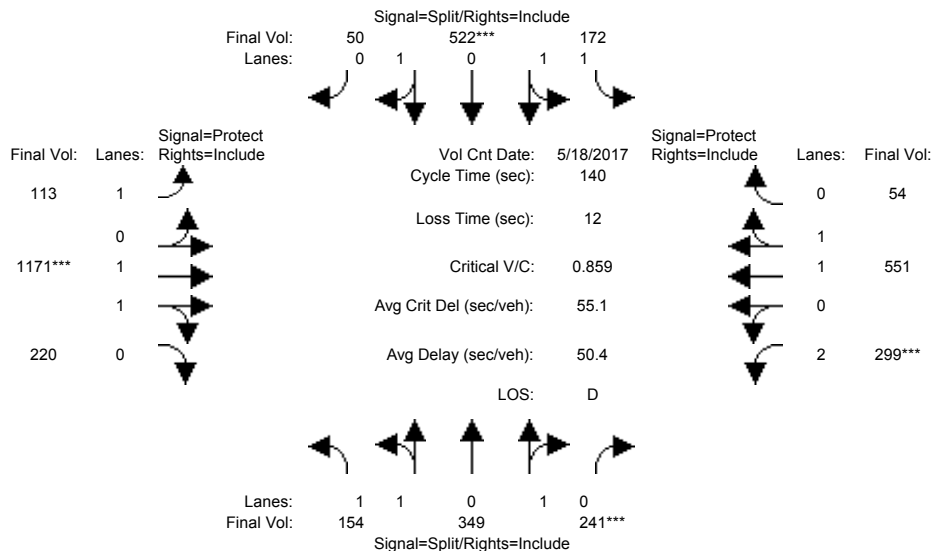 Signal=Split/Rights=Include
Final Vol: 50 522*** 172
Lanes: 0 1 0 1 1
Signal=Protect Signal=Protect
Final Vol: Lanes: Rights=Include Vol Cnt Date: 5/18/2017 Rights=Include Lanes: Final Vol:
Cycle Time (sec): 140
113 1 0 54
Loss Time (sec): 12
0 1
1171*** 1 Critical V/C: 0.859 1 551
1 Avg Crit Del (sec/veh): 55.1 0
220 0 Avg Delay (sec/veh): 50.4 2 299***
LOS: D
Lanes: 1 1 0 1 0
Final Vol: 154 349 241***
Signal=Split/Rights=Include